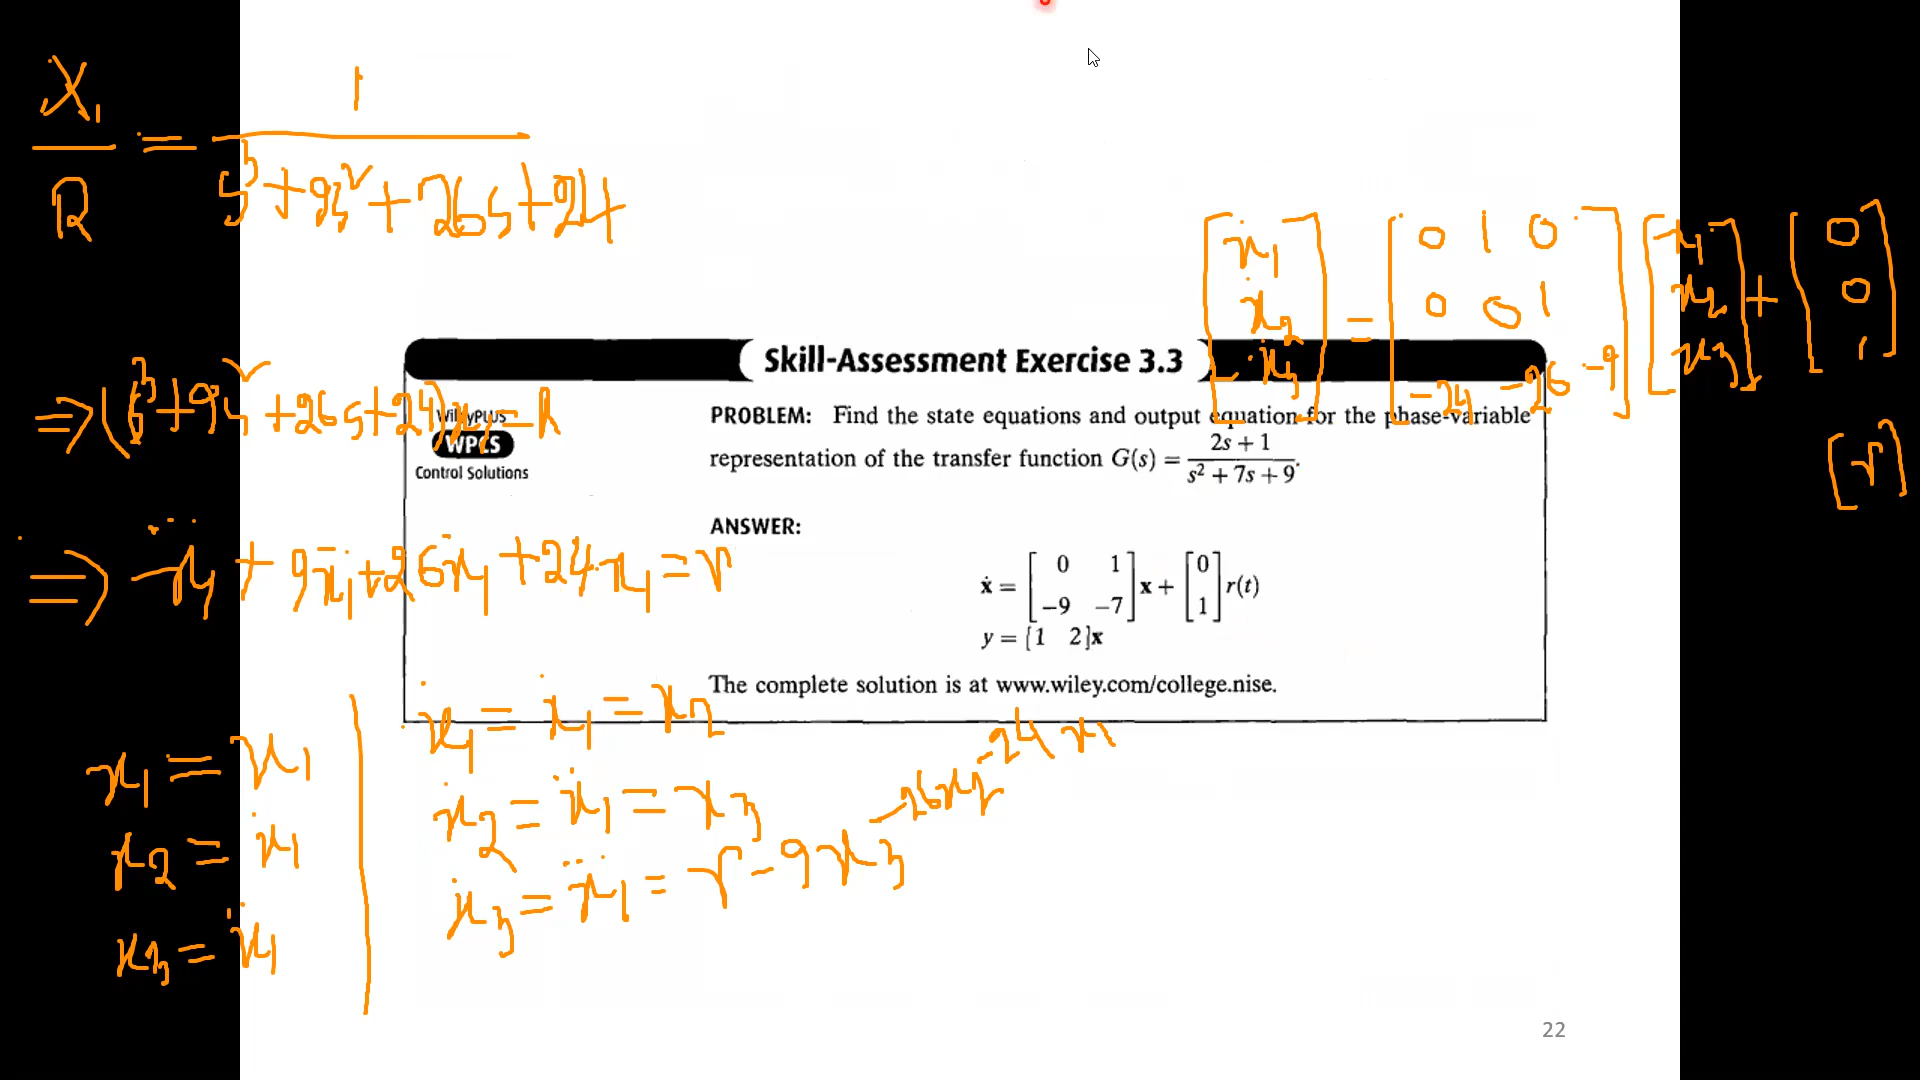 X₁/R = 1/(s³+9s²+26s+24)
⇒ (s³+9s²+26s+24)x₁ = R
⇒ x⃛₁ + 9ẍ₁ + 26ẋ₁ + 24x₁ = r
x₁ = x₁
x₂ = ẋ₁
x₃ = ẍ₁
ẋ₁ = ẋ₁ = x₂
ẋ₂ = ẍ₁ = x₃
ẋ₃ = x⃛₁ = r - 9x₃ - 26x₂ - 24x₁
[ẋ₁ ẋ₂ ẋ₃] = [0 1 0; 0 0 1; -24 -26 -9] [x₁ x₂ x₃] + [0 0 1] [r]
Skill-Assessment Exercise 3.3
WileyPLUS
WPCS
Control Solutions
PROBLEM: Find the state equations and output equation for the phase-variable
representation of the transfer function G(s) = (2s + 1)/(s² + 7s + 9).
ANSWER:
ẋ = [0 1; -9 -7] x + [0; 1] r(t)
y = [1 2]x
The complete solution is at www.wiley.com/college.nise.
22